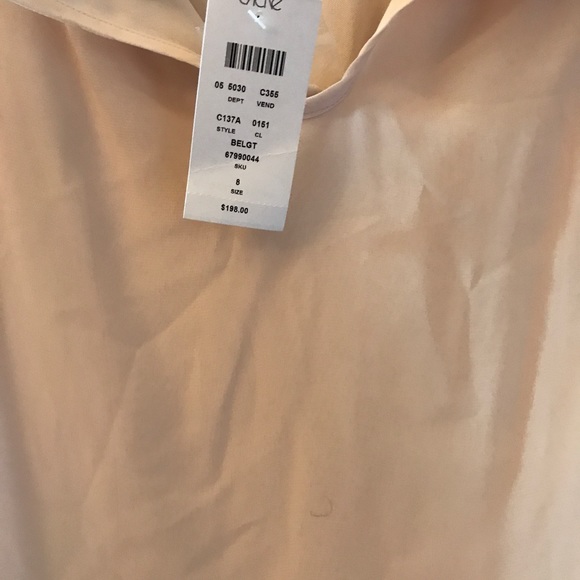 05 5030 C355
DEPT VEND
C137A 0151
STYLE CL
BELGT
67990044
SKU
8
SIZE
$198.00